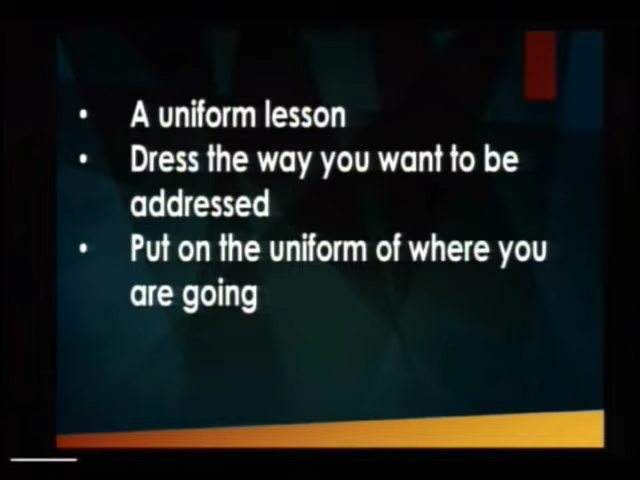 • A uniform lesson
• Dress the way you want to be
addressed
• Put on the uniform of where you
are going